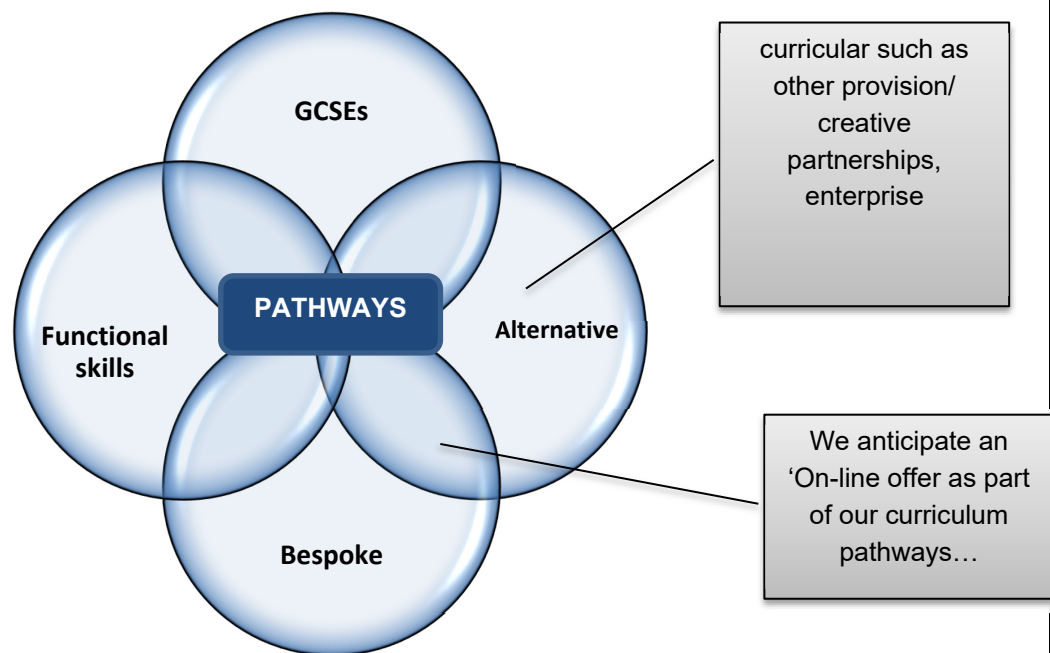 GCSEs
curricular such as
other provision/
creative
partnerships,
enterprise
PATHWAYS
Functional
skills
Alternative
Bespoke
We anticipate an
‘On-line offer as part
of our curriculum
pathways…